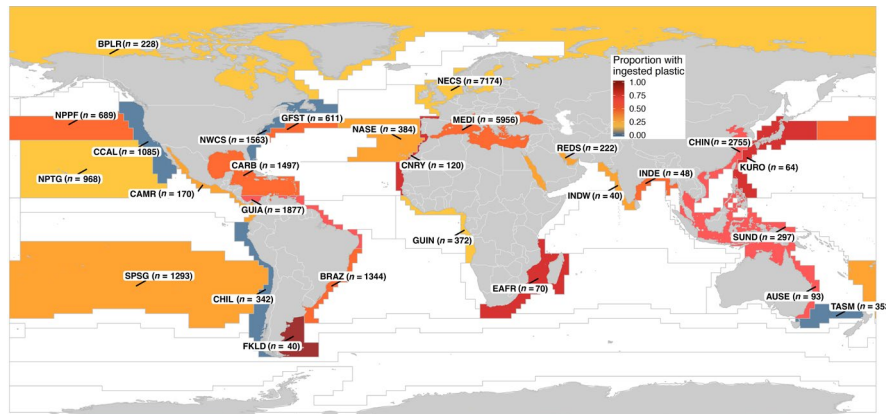 BPLR (n = 228)
NECS (n = 7174)
Proportion with
ingested plastic
1.00
0.75
0.50
0.25
0.00
NPPF (n = 689)
GFST (n = 611)
MEDI (n = 5956)
NASE (n = 384)
NWCS (n = 1563)
CCAL (n = 1085)
REDS (n = 222)
CHIN (n = 2755)
CARB (n = 1497)
CNRY (n = 120)
KURO (n = 64)
NPTG (n = 968)
INDE (n = 48)
CAMR (n = 170)
INDW (n = 40)
GUIA (n = 1877)
GUIN (n = 372)
SUND (n = 297)
SPSG (n = 1293)
BRAZ (n = 1344)
EAFR (n = 70)
CHIL (n = 342)
AUSE (n = 93)
TASM (n = 353
FKLD (n = 40)